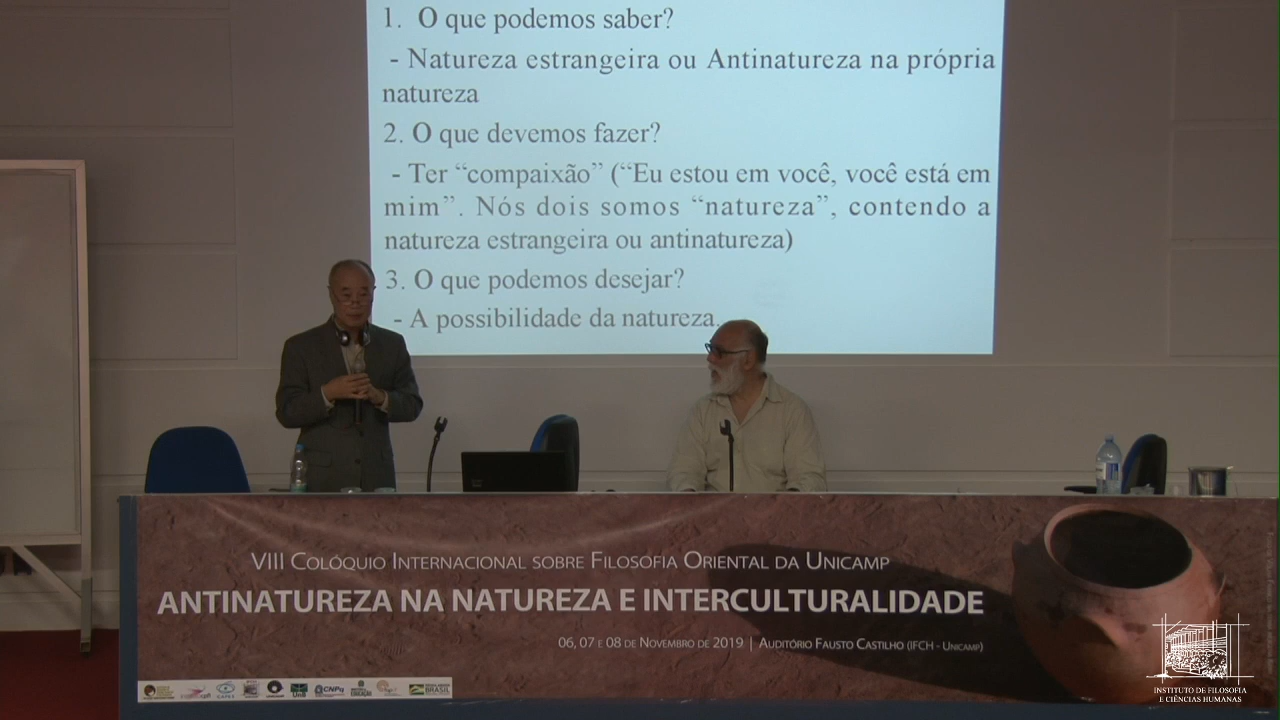 1. O que podemos saber?
- Natureza estrangeira ou Antinatureza na própria
natureza
2. O que devemos fazer?
- Ter “compaixão” (“Eu estou em você, você está em
mim”. Nós dois somos “natureza”, contendo a
natureza estrangeira ou antinatureza)
3. O que podemos desejar?
- A possibilidade da natureza.
VIII Colóquio Internacional sobre Filosofia Oriental da Unicamp
ANTINATUREZA NA NATUREZA E INTERCULTURALIDADE
06, 07 e 08 de Novembro de 2019 | Auditório Fausto Castilho (IFCH - Unicamp)
CNPq
BRASIL
INSTITUTO DE FILOSOFIA
E CIÊNCIAS HUMANAS